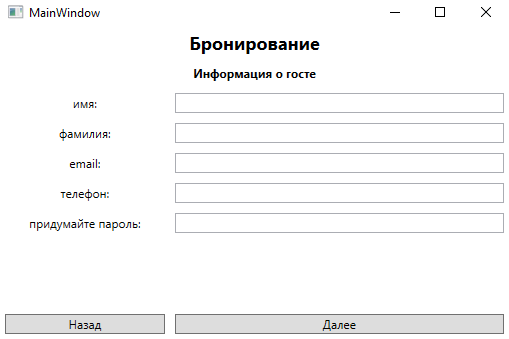 MainWindow
Бронирование
Информация о госте
имя:
фамилия:
email:
телефон:
придумайте пароль:
Назад Далее